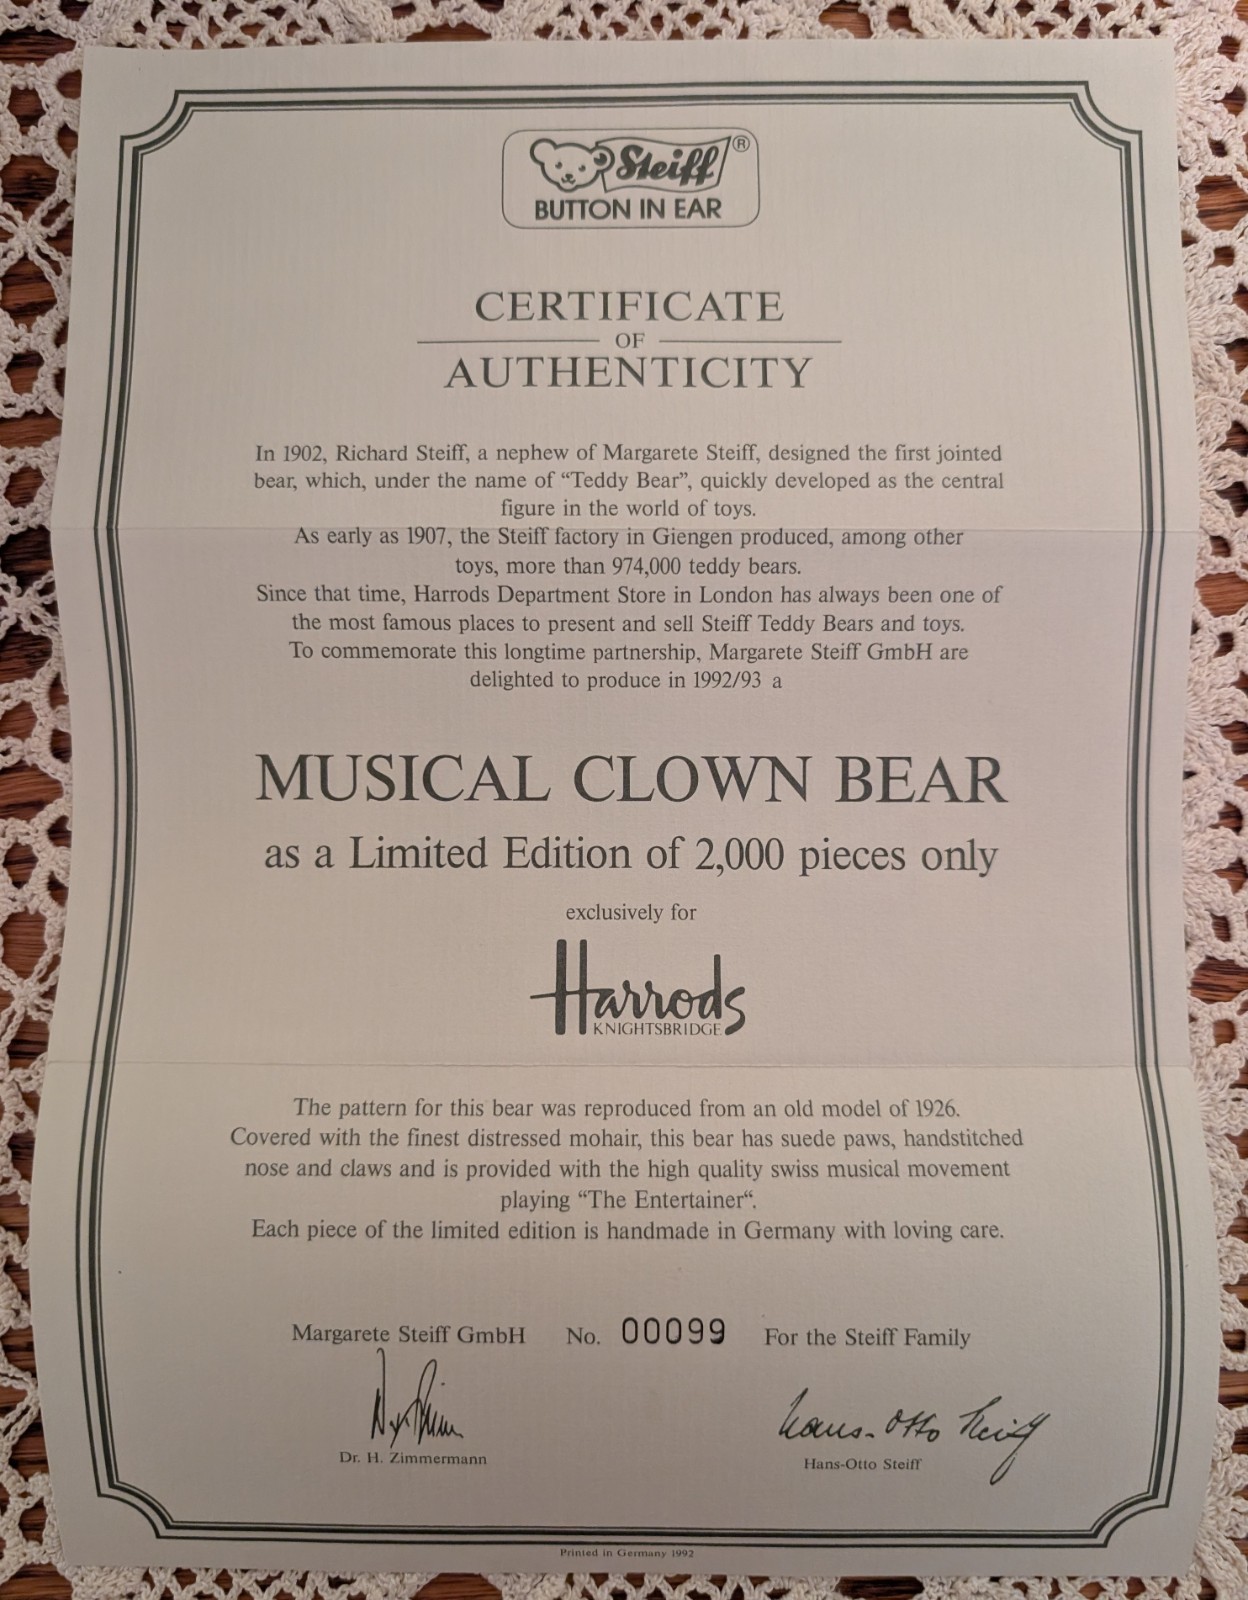 Steiff®
BUTTON IN EAR
CERTIFICATE
OF
AUTHENTICITY
In 1902, Richard Steiff, a nephew of Margarete Steiff, designed the first jointed
bear, which, under the name of “Teddy Bear”, quickly developed as the central
figure in the world of toys.
As early as 1907, the Steiff factory in Giengen produced, among other
toys, more than 974,000 teddy bears.
Since that time, Harrods Department Store in London has always been one of
the most famous places to present and sell Steiff Teddy Bears and toys.
To commemorate this longtime partnership, Margarete Steiff GmbH are
delighted to produce in 1992/93 a
MUSICAL CLOWN BEAR
as a Limited Edition of 2,000 pieces only
exclusively for
Harrods
KNIGHTSBRIDGE
The pattern for this bear was reproduced from an old model of 1926.
Covered with the finest distressed mohair, this bear has suede paws, handstitched
nose and claws and is provided with the high quality swiss musical movement
playing “The Entertainer“.
Each piece of the limited edition is handmade in Germany with loving care.
Margarete Steiff GmbH No. 00099 For the Steiff Family
Hans-Otto Steiff
Dr. H. Zimmermann Hans-Otto Steiff
Printed in Germany 1992